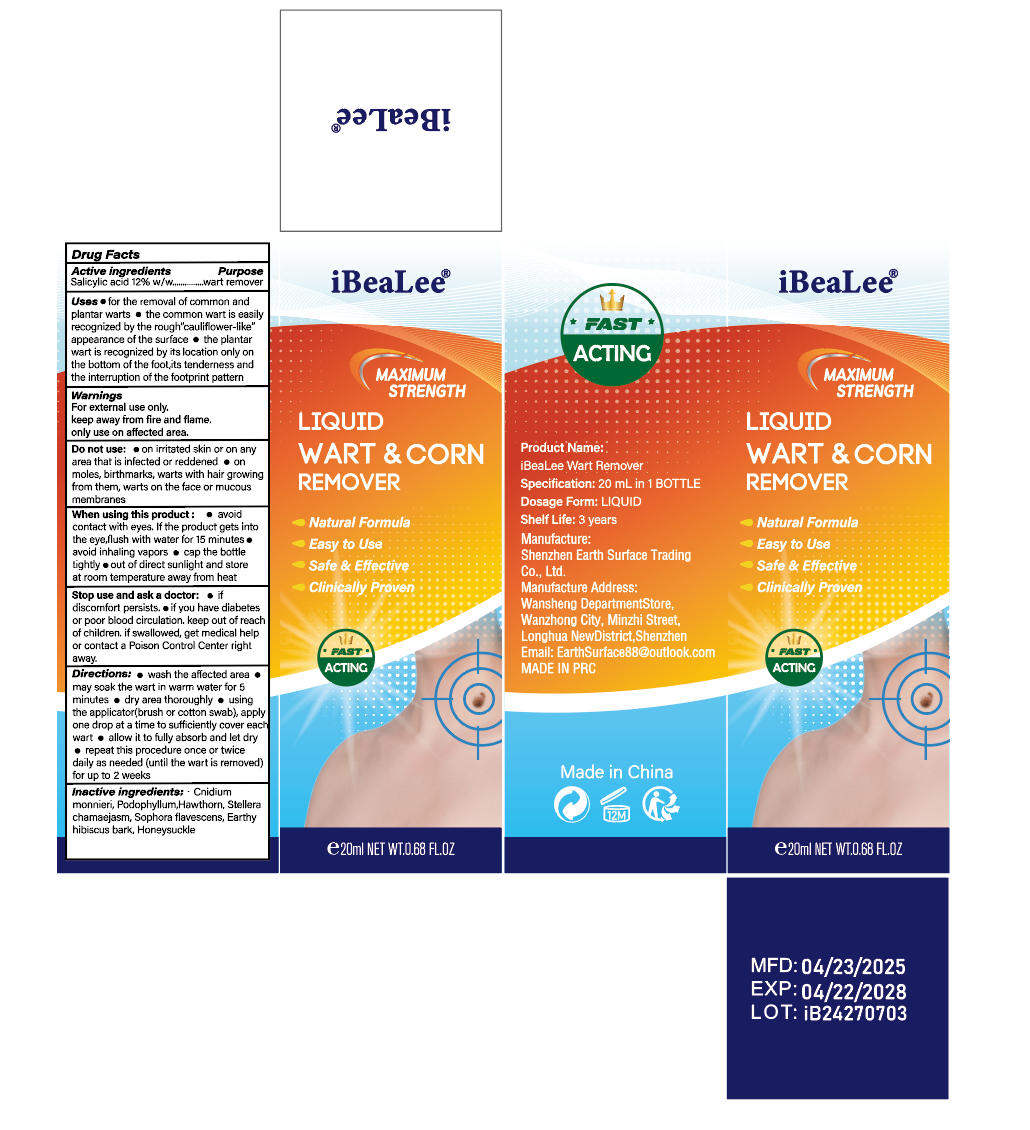 iBeaLee®
Drug Facts
Active ingredients Purpose
Salicylic acid 12% w/w..............wart remover
Uses ● for the removal of common and
plantar warts ● the common wart is easily
recognized by the rough"cauliflower-like"
appearance of the surface ● the plantar
wart is recognized by its location only on
the bottom of the foot,its tenderness and
the interruption of the footprint pattern
Warnings
For external use only.
keep away from fire and flame.
only use on affected area.
Do not use: ● on irritated skin or on any
area that is infected or reddened ● on
moles, birthmarks, warts with hair growing
from them, warts on the face or mucous
membranes
When using this product : ● avoid
contact with eyes. If the product gets into
the eye,flush with water for 15 minutes ●
avoid inhaling vapors ● cap the bottle
tightly ● out of direct sunlight and store
at room temperature away from heat
Stop use and ask a doctor: ● if
discomfort persists. ● if you have diabetes
or poor blood circulation. keep out of reach
of children. if swallowed, get medical help
or contact a Poison Control Center right
away.
Directions: ● wash the affected area ●
may soak the wart in warm water for 5
minutes ● dry area thoroughly ● using
the applicator(brush or cotton swab), apply
one drop at a time to sufficiently cover each
wart ● allow it to fully absorb and let dry
● repeat this procedure once or twice
daily as needed (until the wart is removed)
for up to 2 weeks
Inactive ingredients: · Cnidium
monnieri, Podophyllum,Hawthorn, Stellera
chamaejasm, Sophora flavescens, Earthy
hibiscus bark, Honeysuckle
iBeaLee®
MAXIMUM
STRENGTH
LIQUID
WART & CORN
REMOVER
Natural Formula
Easy to Use
Safe & Effective
Clinically Proven
FAST
ACTING
℮20ml NET WT.0.68 FL.OZ
FAST
ACTING
Product Name:
iBeaLee Wart Remover
Specification: 20 mL in 1 BOTTLE
Dosage Form: LIQUID
Shelf Life: 3 years
Manufacture:
Shenzhen Earth Surface Trading
Co., Ltd.
Manufacture Address:
Wansheng DepartmentStore,
Wanzhong City, Minzhi Street,
Longhua NewDistrict,Shenzhen
Email: EarthSurface88@outlook.com
MADE IN PRC
Made in China
12M
iBeaLee®
MAXIMUM
STRENGTH
LIQUID
WART & CORN
REMOVER
Natural Formula
Easy to Use
Safe & Effective
Clinically Proven
FAST
ACTING
℮20ml NET WT.0.68 FL.OZ
MFD: 04/23/2025
EXP: 04/22/2028
LOT: iB24270703